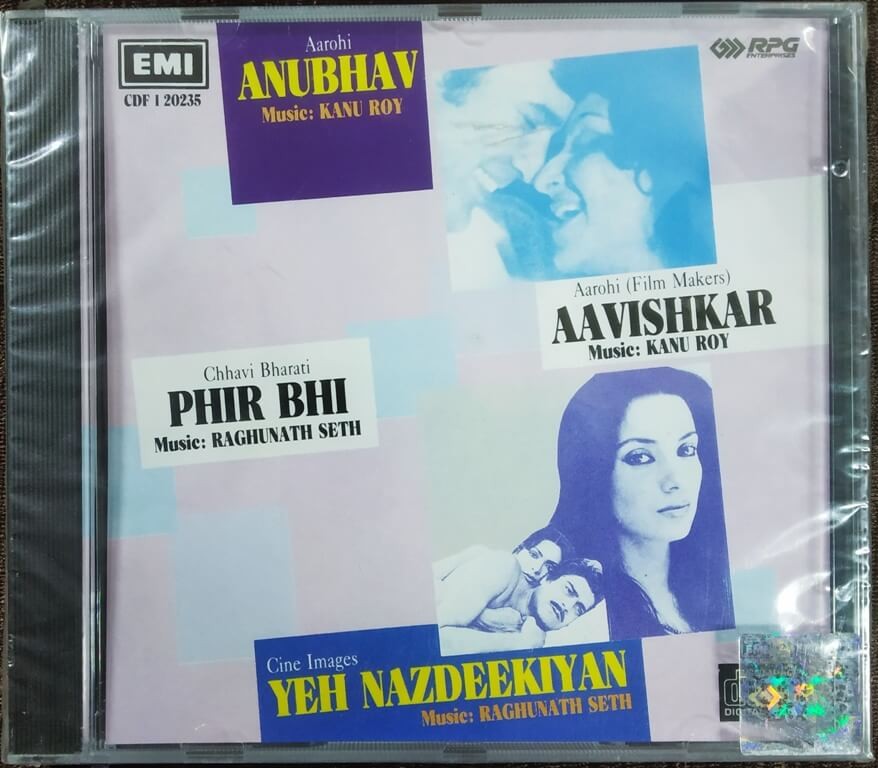 EMI
CDF 1 20235
Aarohi
ANUBHAV
Music: KANU ROY
RPG
ENTERPRISES
Aarohi (Film Makers)
AAVISHKAR
Music: KANU ROY
Chhavi Bharati
PHIR BHI
Music: RAGHUNATH SETH
Cine Images
YEH NAZDEEKIYAN
Music: RAGHUNATH SETH